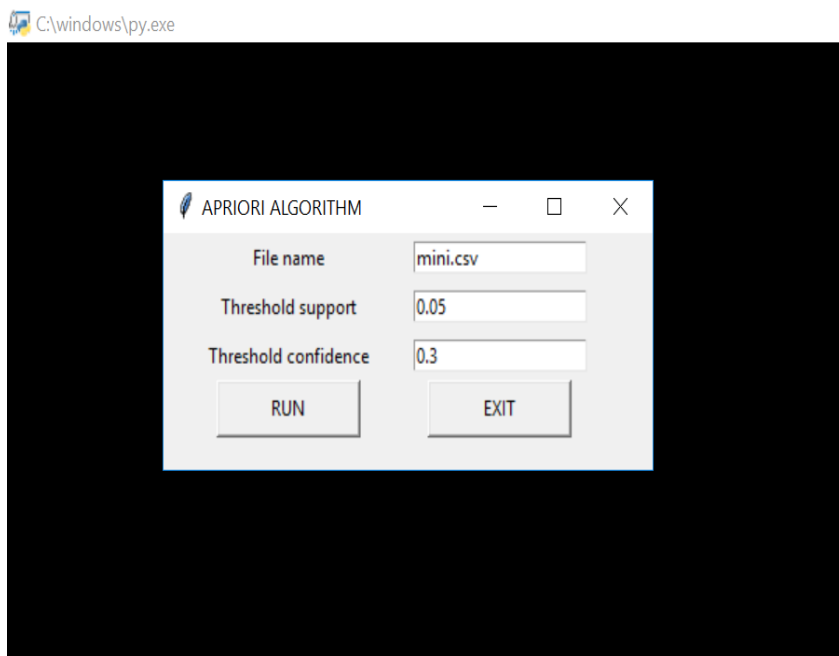 C:\windows\py.exe
APRIORI ALGORITHM
File name mini.csv
Threshold support 0.05
Threshold confidence 0.3
RUN EXIT